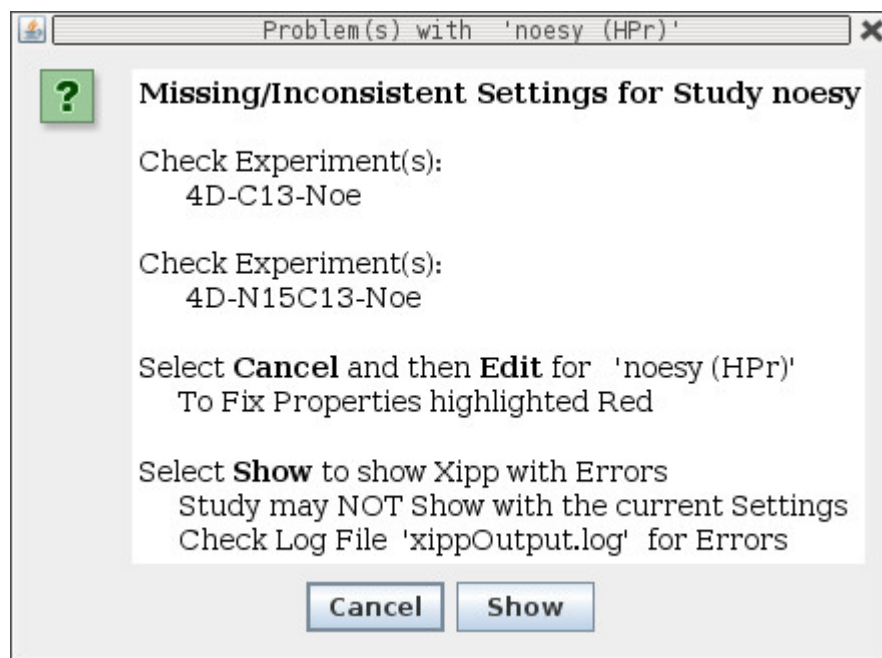 Problem(s) with 'noesy (HPr)'
?
Missing/Inconsistent Settings for Study noesy
Check Experiment(s):
4D-C13-Noe
Check Experiment(s):
4D-N15C13-Noe
Select Cancel and then Edit for 'noesy (HPr)'
To Fix Properties highlighted Red
Select Show to show Xipp with Errors
Study may NOT Show with the current Settings
Check Log File 'xippOutput.log' for Errors
Cancel Show